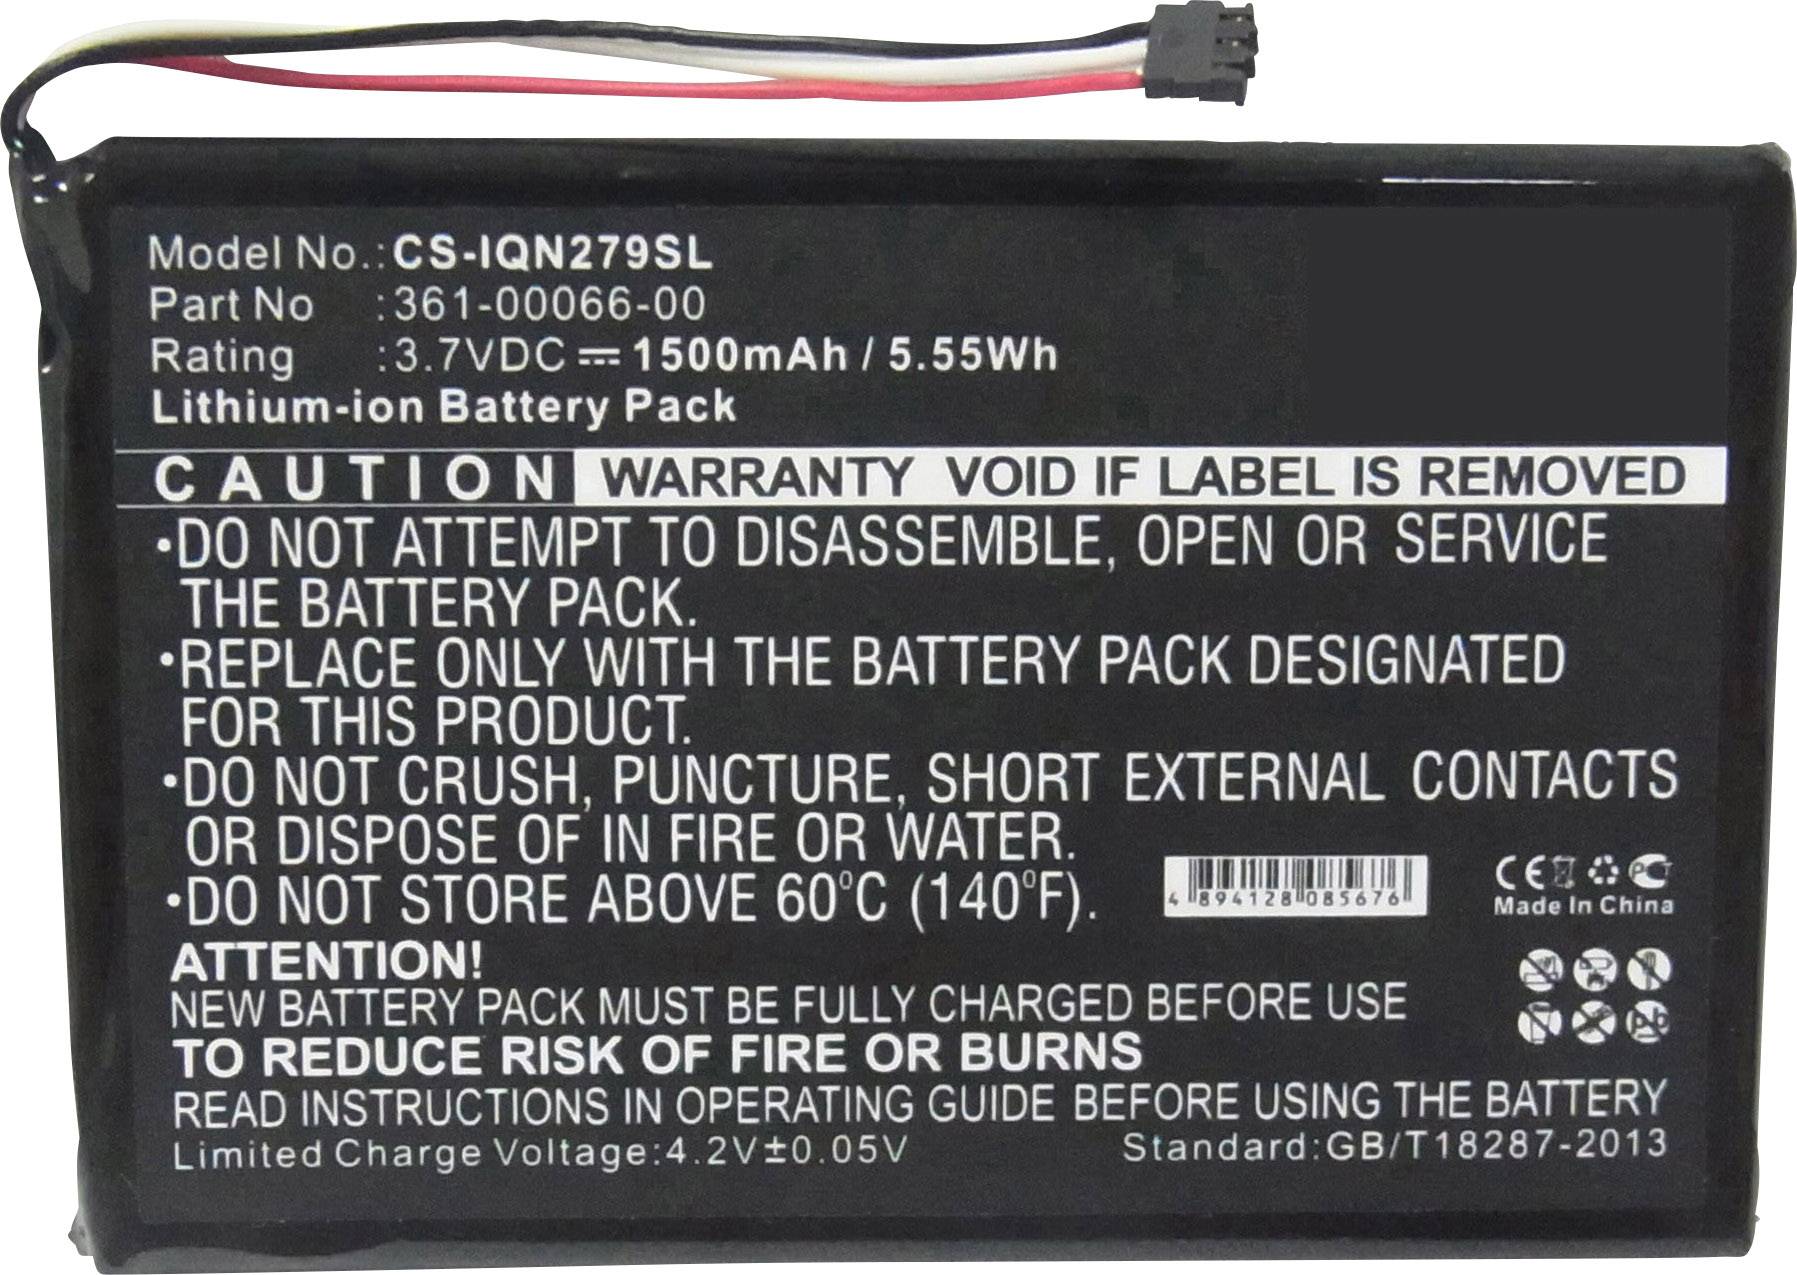 Model No.:CS-IQN279SL
Part No :361-00066-00
Rating :3.7VDC ⎓ 1500mAh / 5.55Wh
Lithium-ion Battery Pack
CAUTION WARRANTY VOID IF LABEL IS REMOVED
•DO NOT ATTEMPT TO DISASSEMBLE, OPEN OR SERVICE
THE BATTERY PACK.
•REPLACE ONLY WITH THE BATTERY PACK DESIGNATED
FOR THIS PRODUCT.
•DO NOT CRUSH, PUNCTURE, SHORT EXTERNAL CONTACTS
OR DISPOSE OF IN FIRE OR WATER.
•DO NOT STORE ABOVE 60°C (140°F).
4 894128 085676
CE
Made In China
ATTENTION!
NEW BATTERY PACK MUST BE FULLY CHARGED BEFORE USE
TO REDUCE RISK OF FIRE OR BURNS
Pb
READ INSTRUCTIONS IN OPERATING GUIDE BEFORE USING THE BATTERY
Limited Charge Voltage:4.2V±0.05V
Standard:GB/T18287-2013